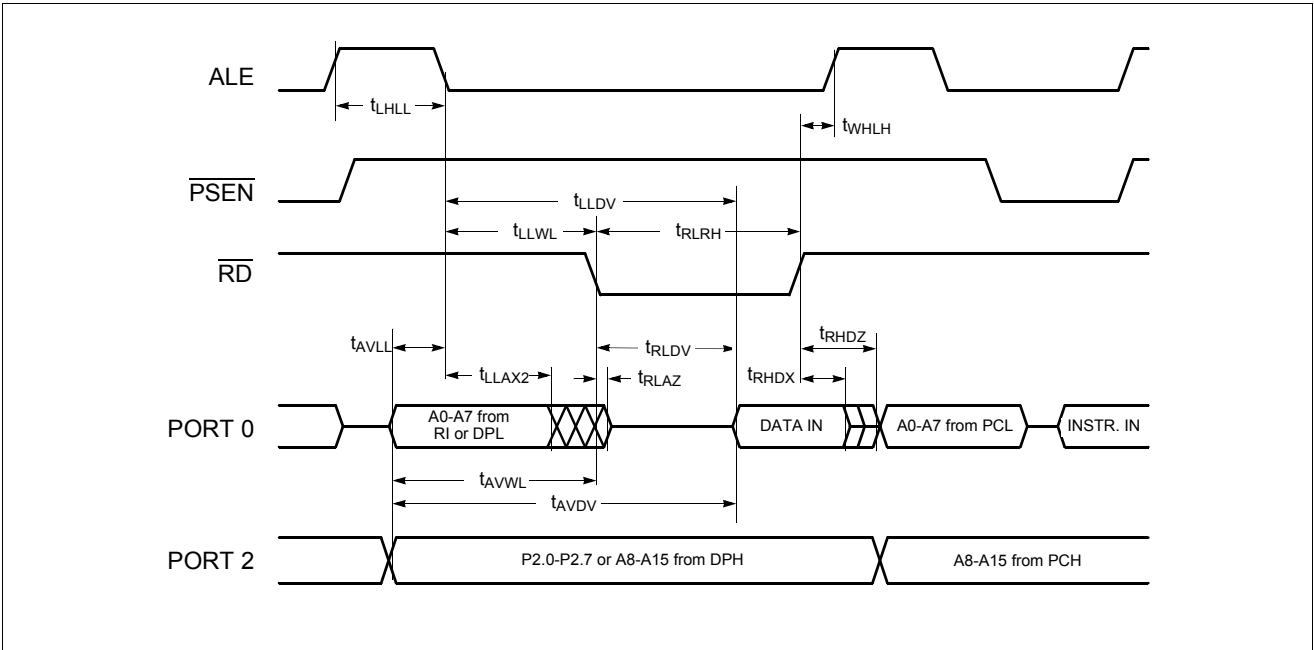 ALE
tLHLL
tWHLH
PSEN
tLLDV
tLLWL
tRLRH
RD
tAVLL
tRLDV
tRHDZ
tLLAX2
tRLAZ
tRHDX
PORT 0
A0-A7 from
RI or DPL
DATA IN
A0-A7 from PCL
INSTR. IN
tAVWL
tAVDV
PORT 2
P2.0-P2.7 or A8-A15 from DPH
A8-A15 from PCH